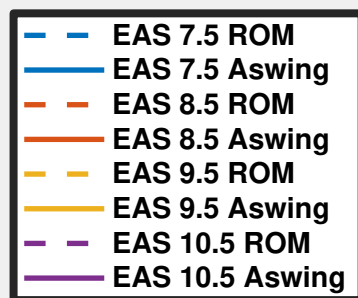 EAS 7.5 ROM
EAS 7.5 Aswing
EAS 8.5 ROM
EAS 8.5 Aswing
EAS 9.5 ROM
EAS 9.5 Aswing
EAS 10.5 ROM
EAS 10.5 Aswing